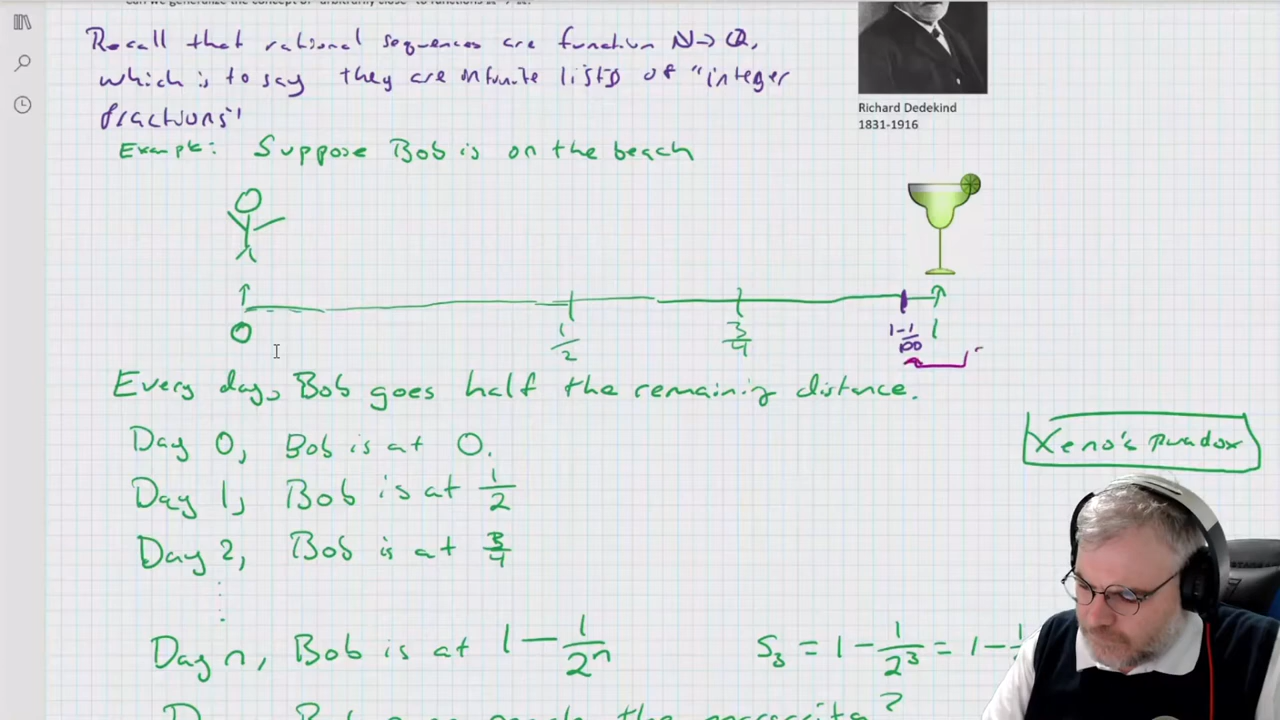 Recall that rational sequences are function ℕ→ℚ,
which is to say they are infinite lists of "integer
fractions"
Richard Dedekind
1831-1916
Example: Suppose Bob is on the beach
0
1/2
3/4
1-1/100
1
Every day, Bob goes half the remaining distance.
Xeno's paradox
Day 0, Bob is at 0.
Day 1, Bob is at 1/2
Day 2, Bob is at 3/4
Day n, Bob is at 1-1/2ⁿ
S₃ = 1-1/2³ = 1-